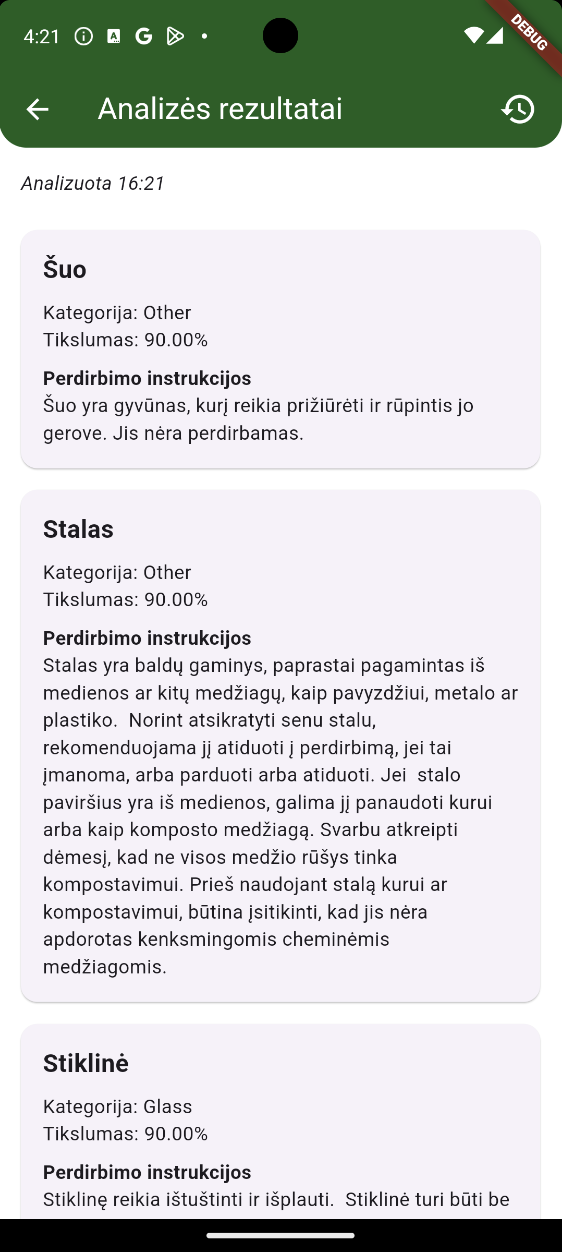 4:21
DEBUG
Analizės rezultatai
Analizuota 16:21
Šuo
Kategorija: Other
Tikslumas: 90.00%
Perdirbimo instrukcijos
Šuo yra gyvūnas, kurį reikia prižiūrėti ir rūpintis jo
gerove. Jis nėra perdirbamas.
Stalas
Kategorija: Other
Tikslumas: 90.00%
Perdirbimo instrukcijos
Stalas yra baldų gaminys, paprastai pagamintas iš
medienos ar kitų medžiagų, kaip pavyzdžiui, metalo ar
plastiko.  Norint atsikratyti senu stalu,
rekomenduojama jį atiduoti į perdirbimą, jei tai
įmanoma, arba parduoti arba atiduoti. Jei  stalo
paviršius yra iš medienos, galima jį panaudoti kurui
arba kaip komposto medžiagą. Svarbu atkreipti
dėmesį, kad ne visos medžio rūšys tinka
kompostavimui. Prieš naudojant stalą kurui ar
kompostavimui, būtina įsitikinti, kad jis nėra
apdorotas kenksmingomis cheminėmis
medžiagomis.
Stiklinė
Kategorija: Glass
Tikslumas: 90.00%
Perdirbimo instrukcijos
Stiklinę reikia ištuštinti ir išplauti.  Stiklinė turi būti be